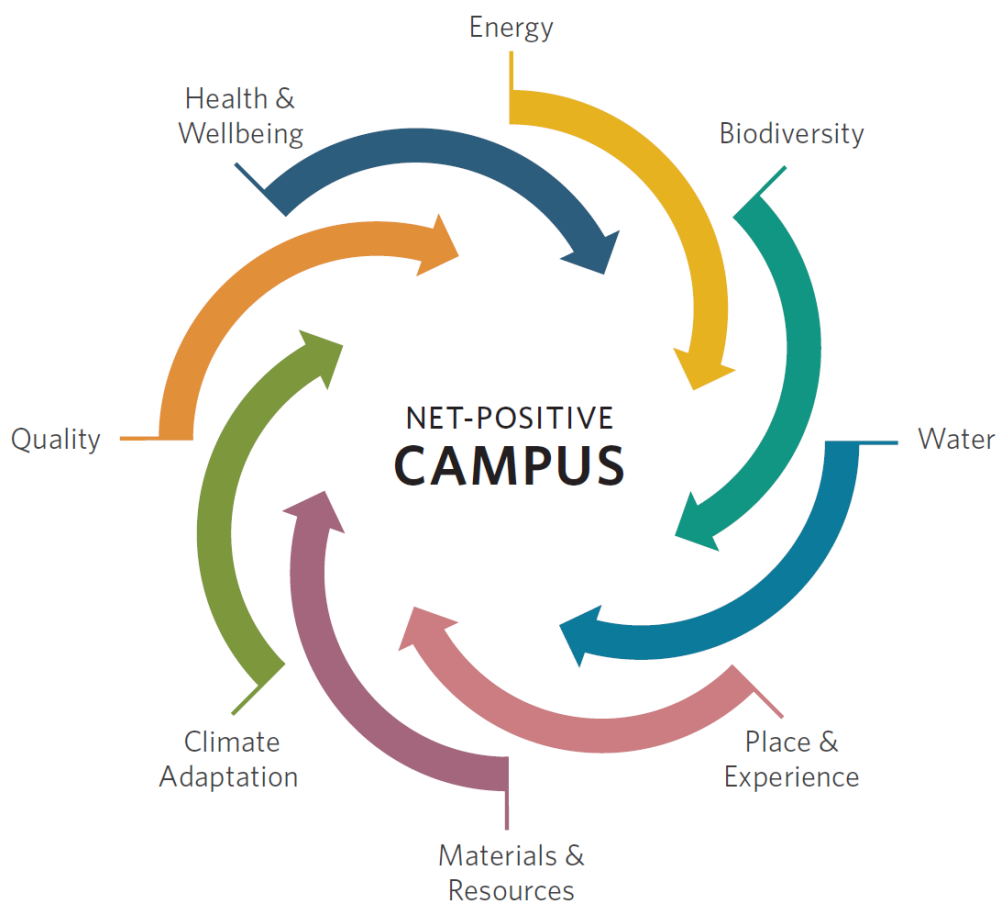 Energy
Health &
Wellbeing
Biodiversity
Quality
NET-POSITIVE
CAMPUS
Water
Climate
Adaptation
Place &
Experience
Materials &
Resources